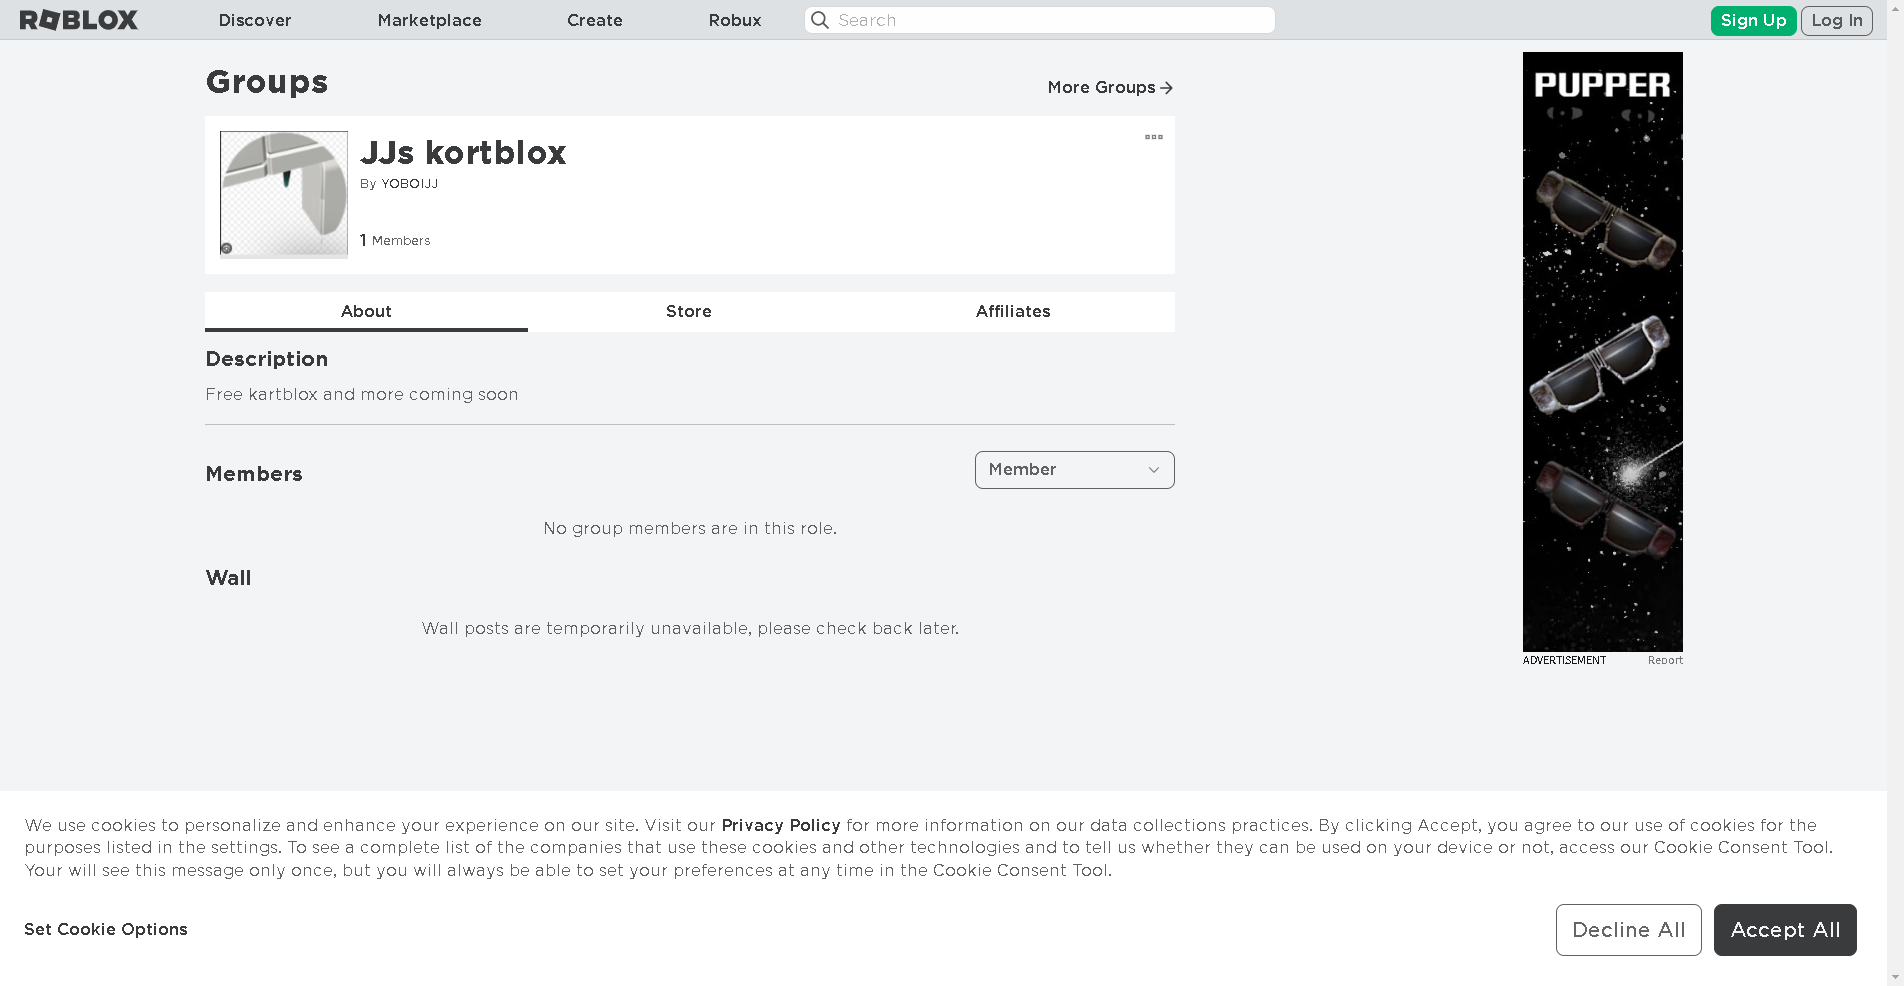 ROBLOX Discover Marketplace Create Robux Search Sign Up Log In
Groups
More Groups
JJs kortblox
By YOBOIJJ
1 Members
About Store Affiliates
Description
Free kartblox and more coming soon
Members
Member
No group members are in this role.
Wall
Wall posts are temporarily unavailable, please check back later.
PUPPER
ADVERTISEMENT Report
We use cookies to personalize and enhance your experience on our site. Visit our Privacy Policy for more information on our data collections practices. By clicking Accept, you agree to our use of cookies for the
purposes listed in the settings. To see a complete list of the companies that use these cookies and other technologies and to tell us whether they can be used on your device or not, access our Cookie Consent Tool.
Your will see this message only once, but you will always be able to set your preferences at any time in the Cookie Consent Tool.
Set Cookie Options
Decline All
Accept All